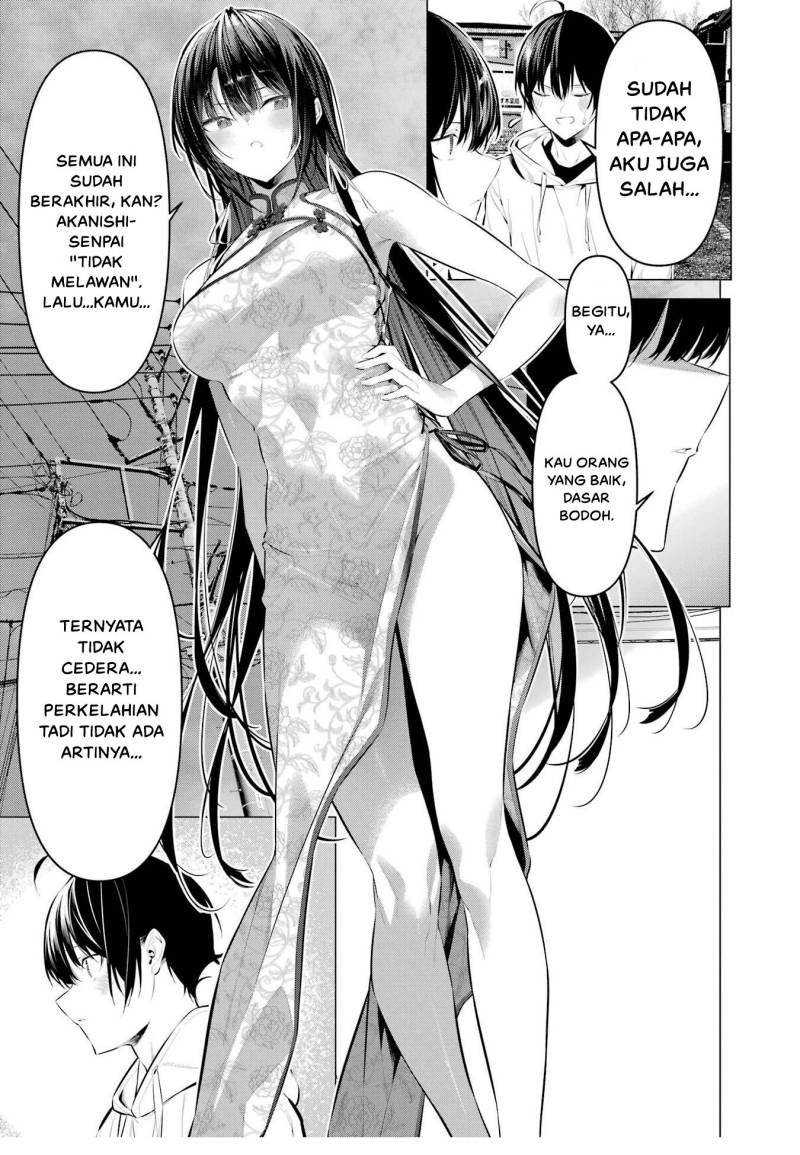 SUDAH
TIDAK
APA-APA,
AKU JUGA
SALAH...
BEGITU,
YA...
KAU ORANG
YANG BAIK,
DASAR
BODOH.
SEMUA INI
SUDAH
BERAKHIR, KAN?
AKANISHI-
SENPAI
"TIDAK
MELAWAN".
LALU...KAMU...
TERNYATA
TIDAK
CEDERA...
BERARTI
PERKELAHIAN
TADI TIDAK ADA
ARTINYA...